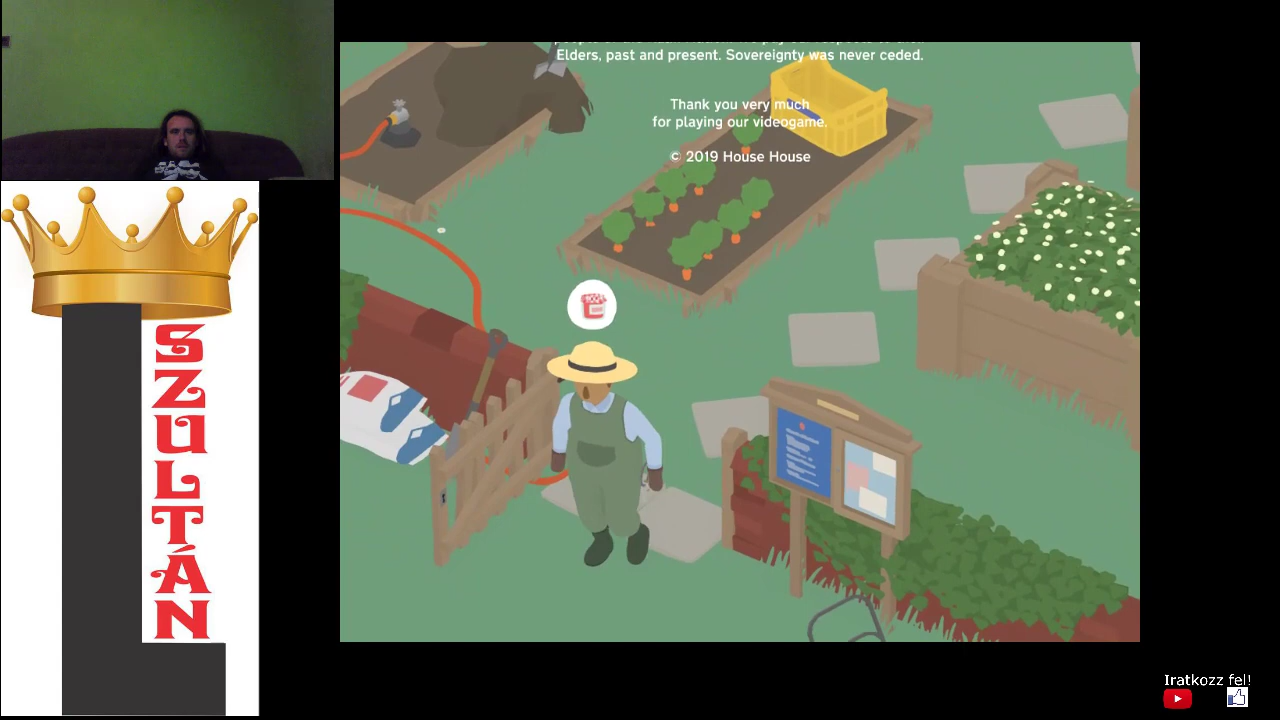 Elders, past and present. Sovereignty was never ceded.
Thank you very much
for playing our videogame.
© 2019 House House
L
SZULTÁN
Iratkozz fel!